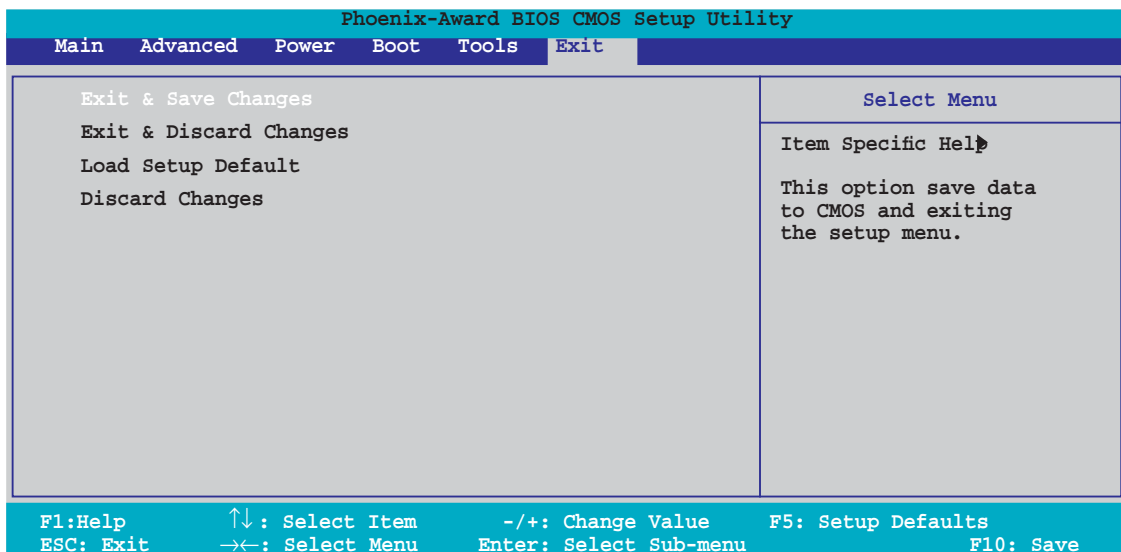 Phoenix-Award BIOS CMOS Setup Utility
Main Advanced Power Boot Tools Exit
Exit & Save Changes
Exit & Discard Changes
Load Setup Default
Discard Changes
Select Menu
Item Specific Help
This option save data
to CMOS and exiting
the setup menu.
F1:Help ↑↓: Select Item -/+: Change Value F5: Setup Defaults
ESC: Exit →←: Select Menu Enter: Select Sub-menu F10: Save